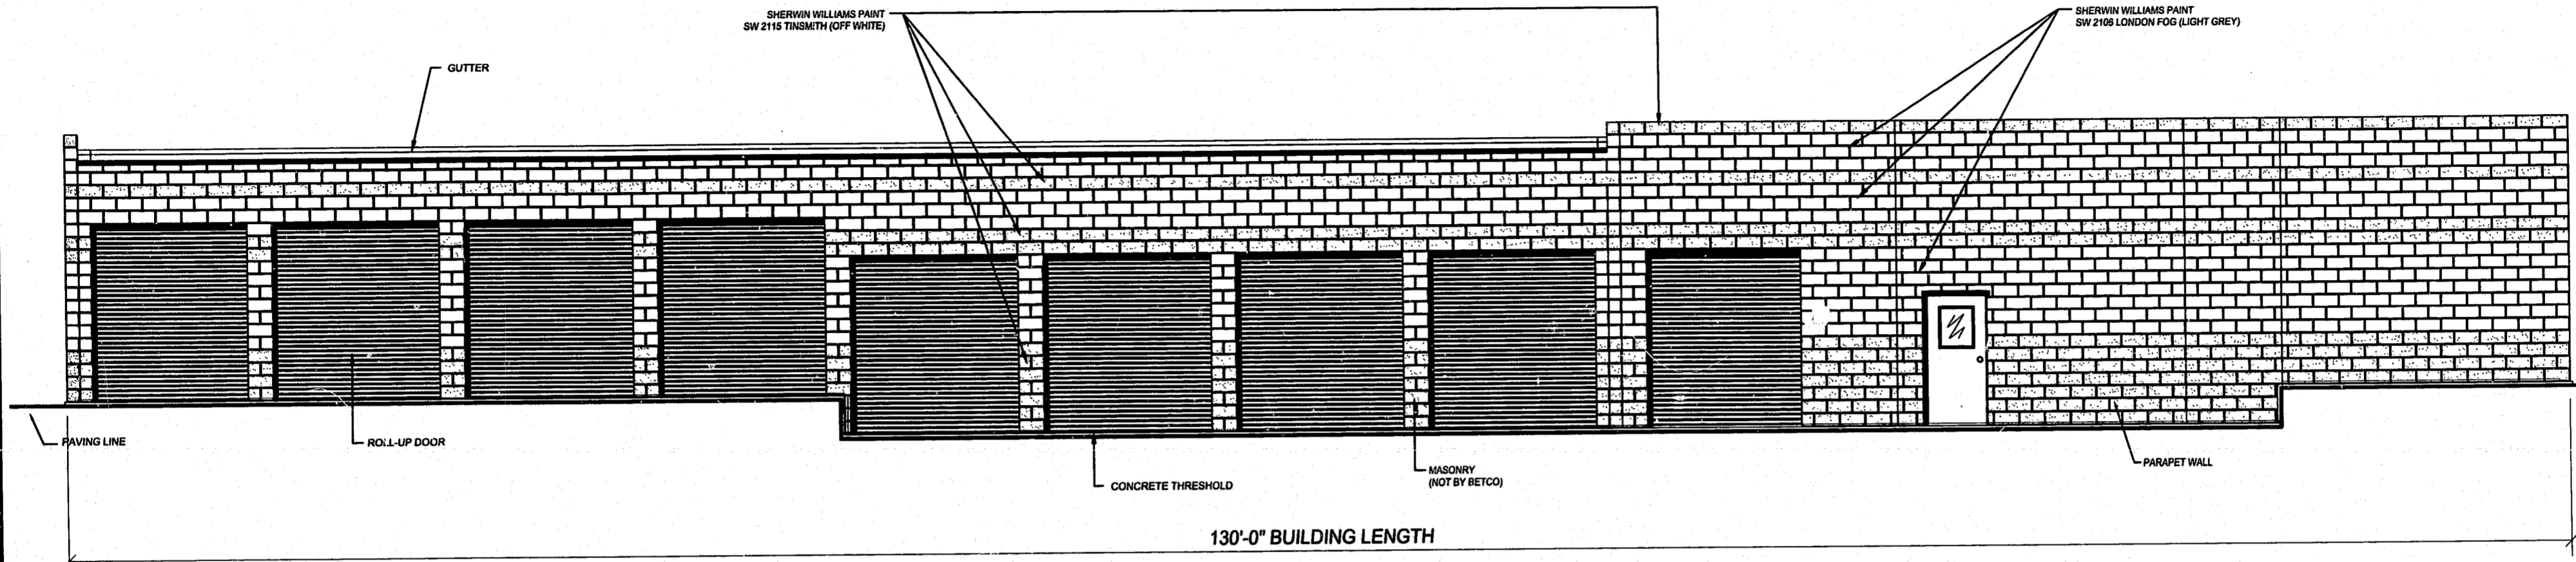 SHERWIN WILLIAMS PAINT
SW 2115 TINSMITH (OFF WHITE)
SHERWIN WILLIAMS PAINT
SW 2106 LONDON FOG (LIGHT GREY)
GUTTER
PAVING LINE
ROLL-UP DOOR
CONCRETE THRESHOLD
MASONRY
(NOT BY BETCO)
PARAPET WALL
130'-0" BUILDING LENGTH